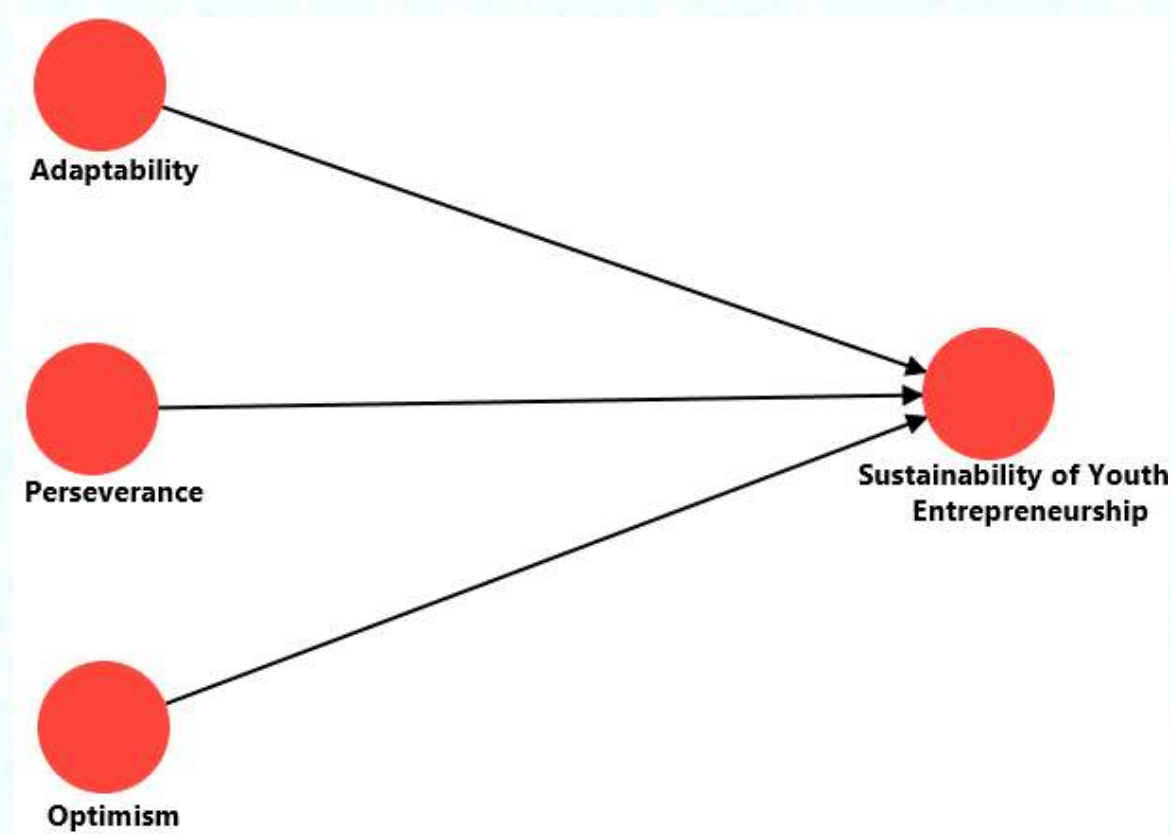 Adaptability
Perseverance
Sustainability of Youth
Entrepreneurship
Optimism